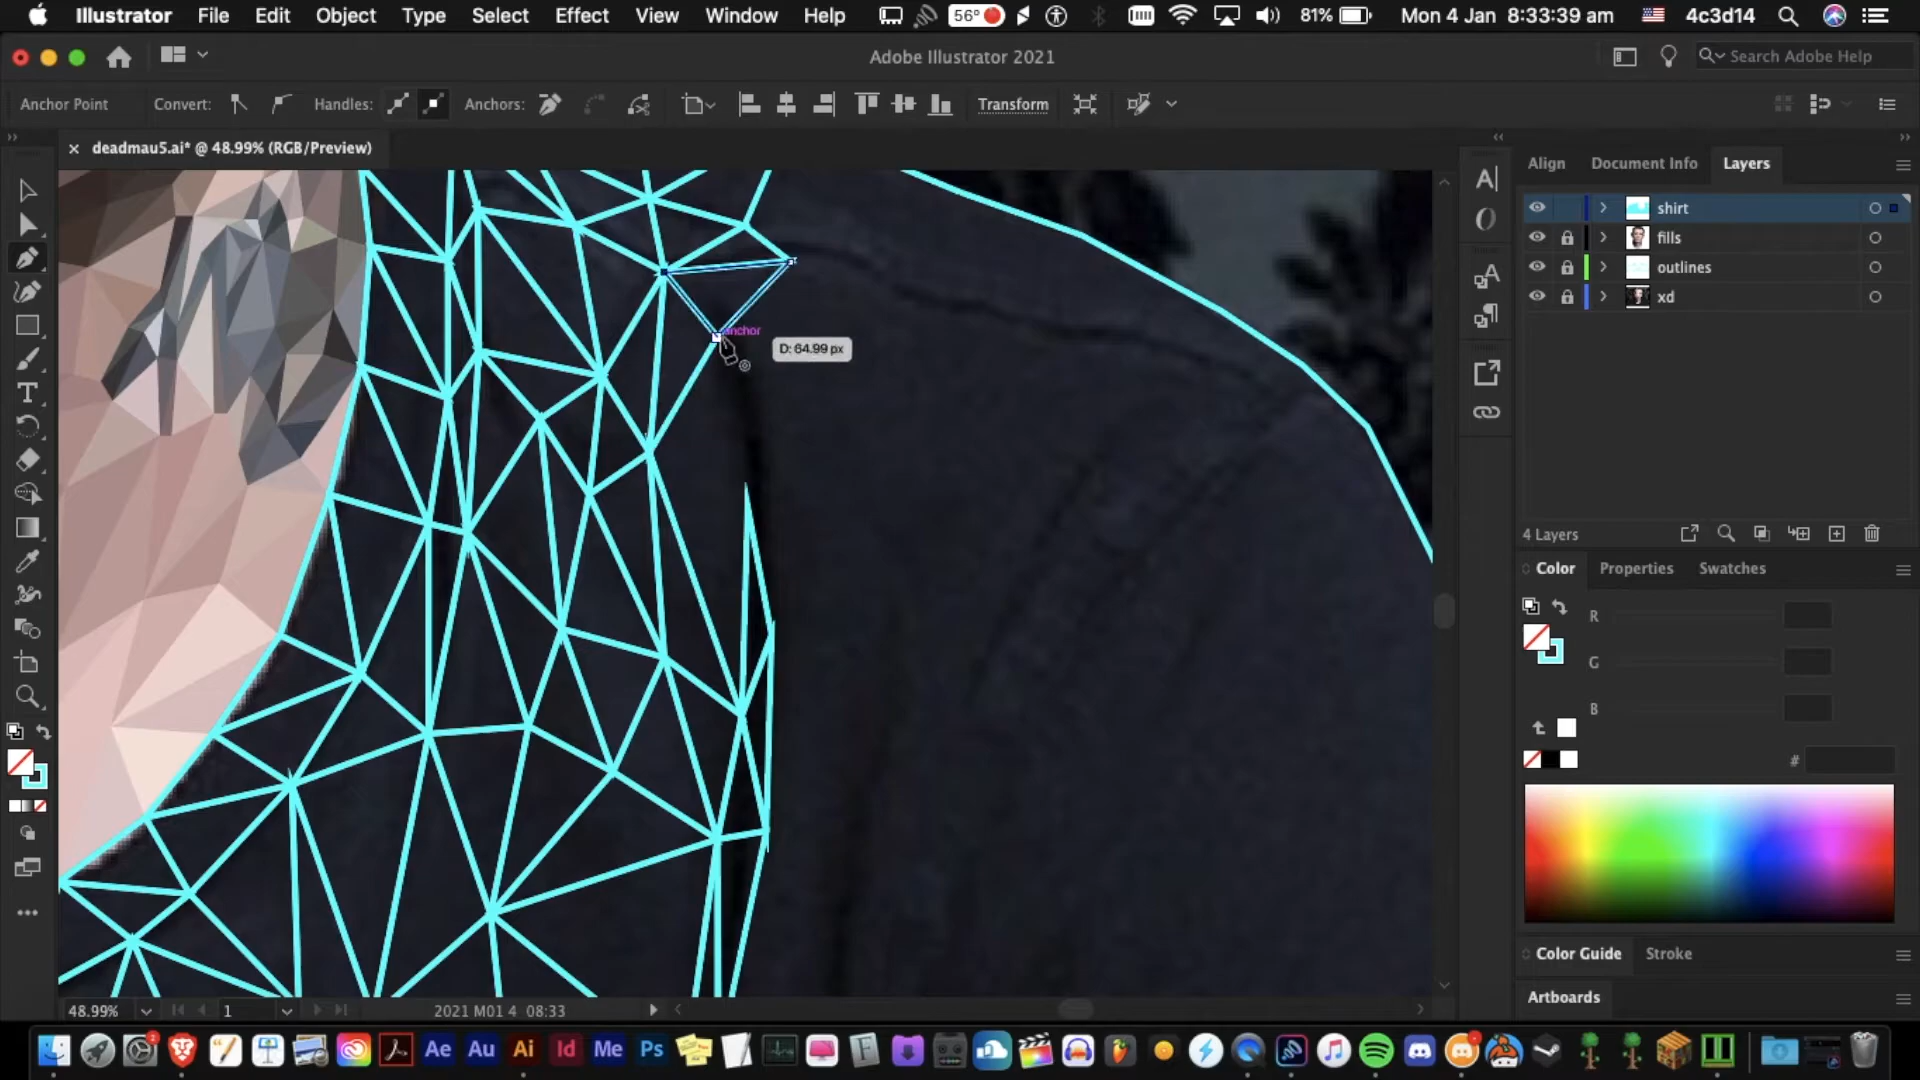 Illustrator File Edit Object Type Select Effect View Window Help 56° 81% Mon 4 Jan 8:33:39 am 4c3d14
Adobe Illustrator 2021 Search Adobe Help
Anchor Point Convert: Handles: Anchors: Transform
deadmau5.ai* @ 48.99% (RGB/Preview)
Align Document Info Layers
shirt
fills
outlines
xd
anchor
D: 64.99 px
4 Layers
Color Properties Swatches
R
G
B
#
Color Guide Stroke
Artboards
48.99% 1 2021 M01 4 08:33
Ae Au Ai Id Me Ps